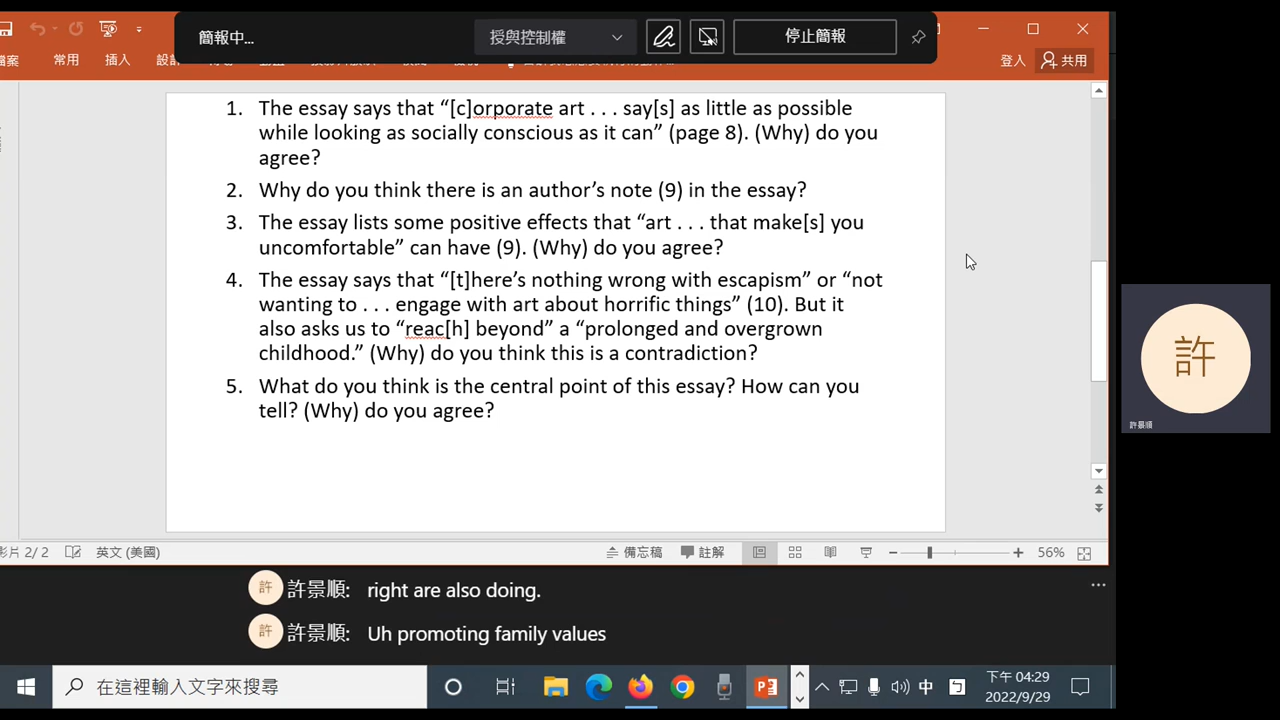 簡報中...
授與控制權
停止簡報
檔案
常用
插入
登入
共用
1. The essay says that “[c]orporate art . . . say[s] as little as possible
while looking as socially conscious as it can” (page 8). (Why) do you
agree?
2. Why do you think there is an author’s note (9) in the essay?
3. The essay lists some positive effects that “art . . . that make[s] you
uncomfortable” can have (9). (Why) do you agree?
4. The essay says that “[t]here’s nothing wrong with escapism” or “not
wanting to . . . engage with art about horrific things” (10). But it
also asks us to “reac[h] beyond” a “prolonged and overgrown
childhood.” (Why) do you think this is a contradiction?
5. What do you think is the central point of this essay? How can you
tell? (Why) do you agree?
許
許景順
影片 2/ 2
英文 (美國)
備忘稿
註解
56%
許
許景順:
right are also doing.
許
許景順:
Uh promoting family values
在這裡輸入文字來搜尋
中
下午 04:29
2022/9/29